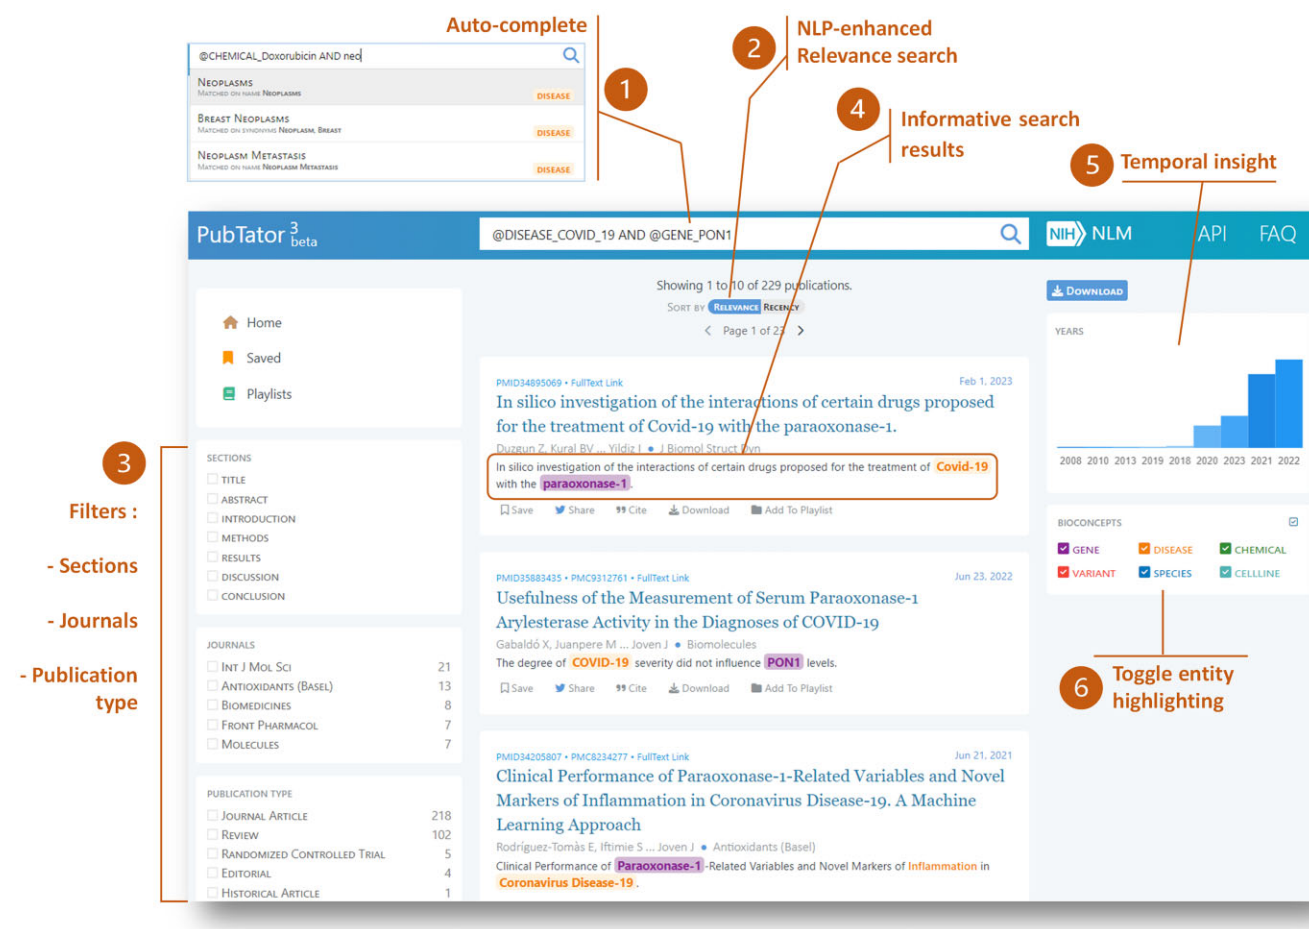 Auto-complete
1
NLP-enhanced
Relevance search
2
@CHEMICAL_Doxorubicin AND neo
NEOPLASMS
MATCHED ON NAME NEOPLASMS
DISEASE
BREAST NEOPLASMS
MATCHED ON SYNONYMS NEOPLASM, BREAST
DISEASE
NEOPLASM METASTASIS
MATCHED ON NAME NEOPLASM METASTASIS
DISEASE
4
Informative search
results
5
Temporal insight
PubTator 3 beta
@DISEASE_COVID_19 AND @GENE_PON1
NIH NLM
API
FAQ
Home
Saved
Playlists
3
Filters :
- Sections
- Journals
- Publication
type
SECTIONS
TITLE
ABSTRACT
INTRODUCTION
METHODS
RESULTS
DISCUSSION
CONCLUSION
JOURNALS
INT J MOL SCI 21
ANTIOXIDANTS (BASEL) 13
BIOMEDICINES 8
FRONT PHARMACOL 7
MOLECULES 7
PUBLICATION TYPE
JOURNAL ARTICLE 218
REVIEW 102
RANDOMIZED CONTROLLED TRIAL 5
EDITORIAL 4
HISTORICAL ARTICLE 1
Showing 1 to 10 of 229 publications.
SORT BY RELEVANCE RECENCY
< Page 1 of 23 >
PMID34895069 • FullText Link Feb 1, 2023
In silico investigation of the interactions of certain drugs proposed
for the treatment of Covid-19 with the paraoxonase-1.
Duzgun Z, Kural BV ... Yildiz I • J Biomol Struct Dyn
In silico investigation of the interactions of certain drugs proposed for the treatment of Covid-19
with the paraoxonase-1.
Save Share Cite Download Add To Playlist
PMID35883435 • PMC9312761 • FullText Link Jun 23, 2022
Usefulness of the Measurement of Serum Paraoxonase-1
Arylesterase Activity in the Diagnoses of COVID-19
Gabaldó X, Juanpere M ... Joven J • Biomolecules
The degree of COVID-19 severity did not influence PON1 levels.
Save Share Cite Download Add To Playlist
PMID34205807 • PMC8234277 • FullText Link Jun 21, 2021
Clinical Performance of Paraoxonase-1-Related Variables and Novel
Markers of Inflammation in Coronavirus Disease-19. A Machine
Learning Approach
Rodríguez-Tomàs E, Iftimie S ... Joven J • Antioxidants (Basel)
Clinical Performance of Paraoxonase-1 -Related Variables and Novel Markers of Inflammation in
Coronavirus Disease-19 .
DOWNLOAD
YEARS
2008 2010 2013 2019 2018 2020 2023 2021 2022
BIOCONCEPTS
GENE DISEASE CHEMICAL
VARIANT SPECIES CELLLINE
6
Toggle entity
highlighting